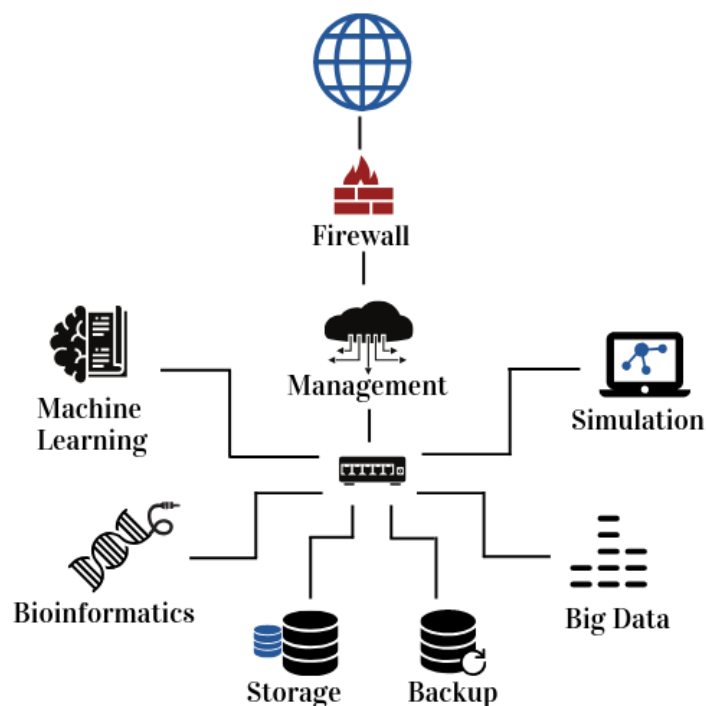 Firewall
Management
Machine
Learning
Simulation
Bioinformatics
Big Data
Storage
Backup